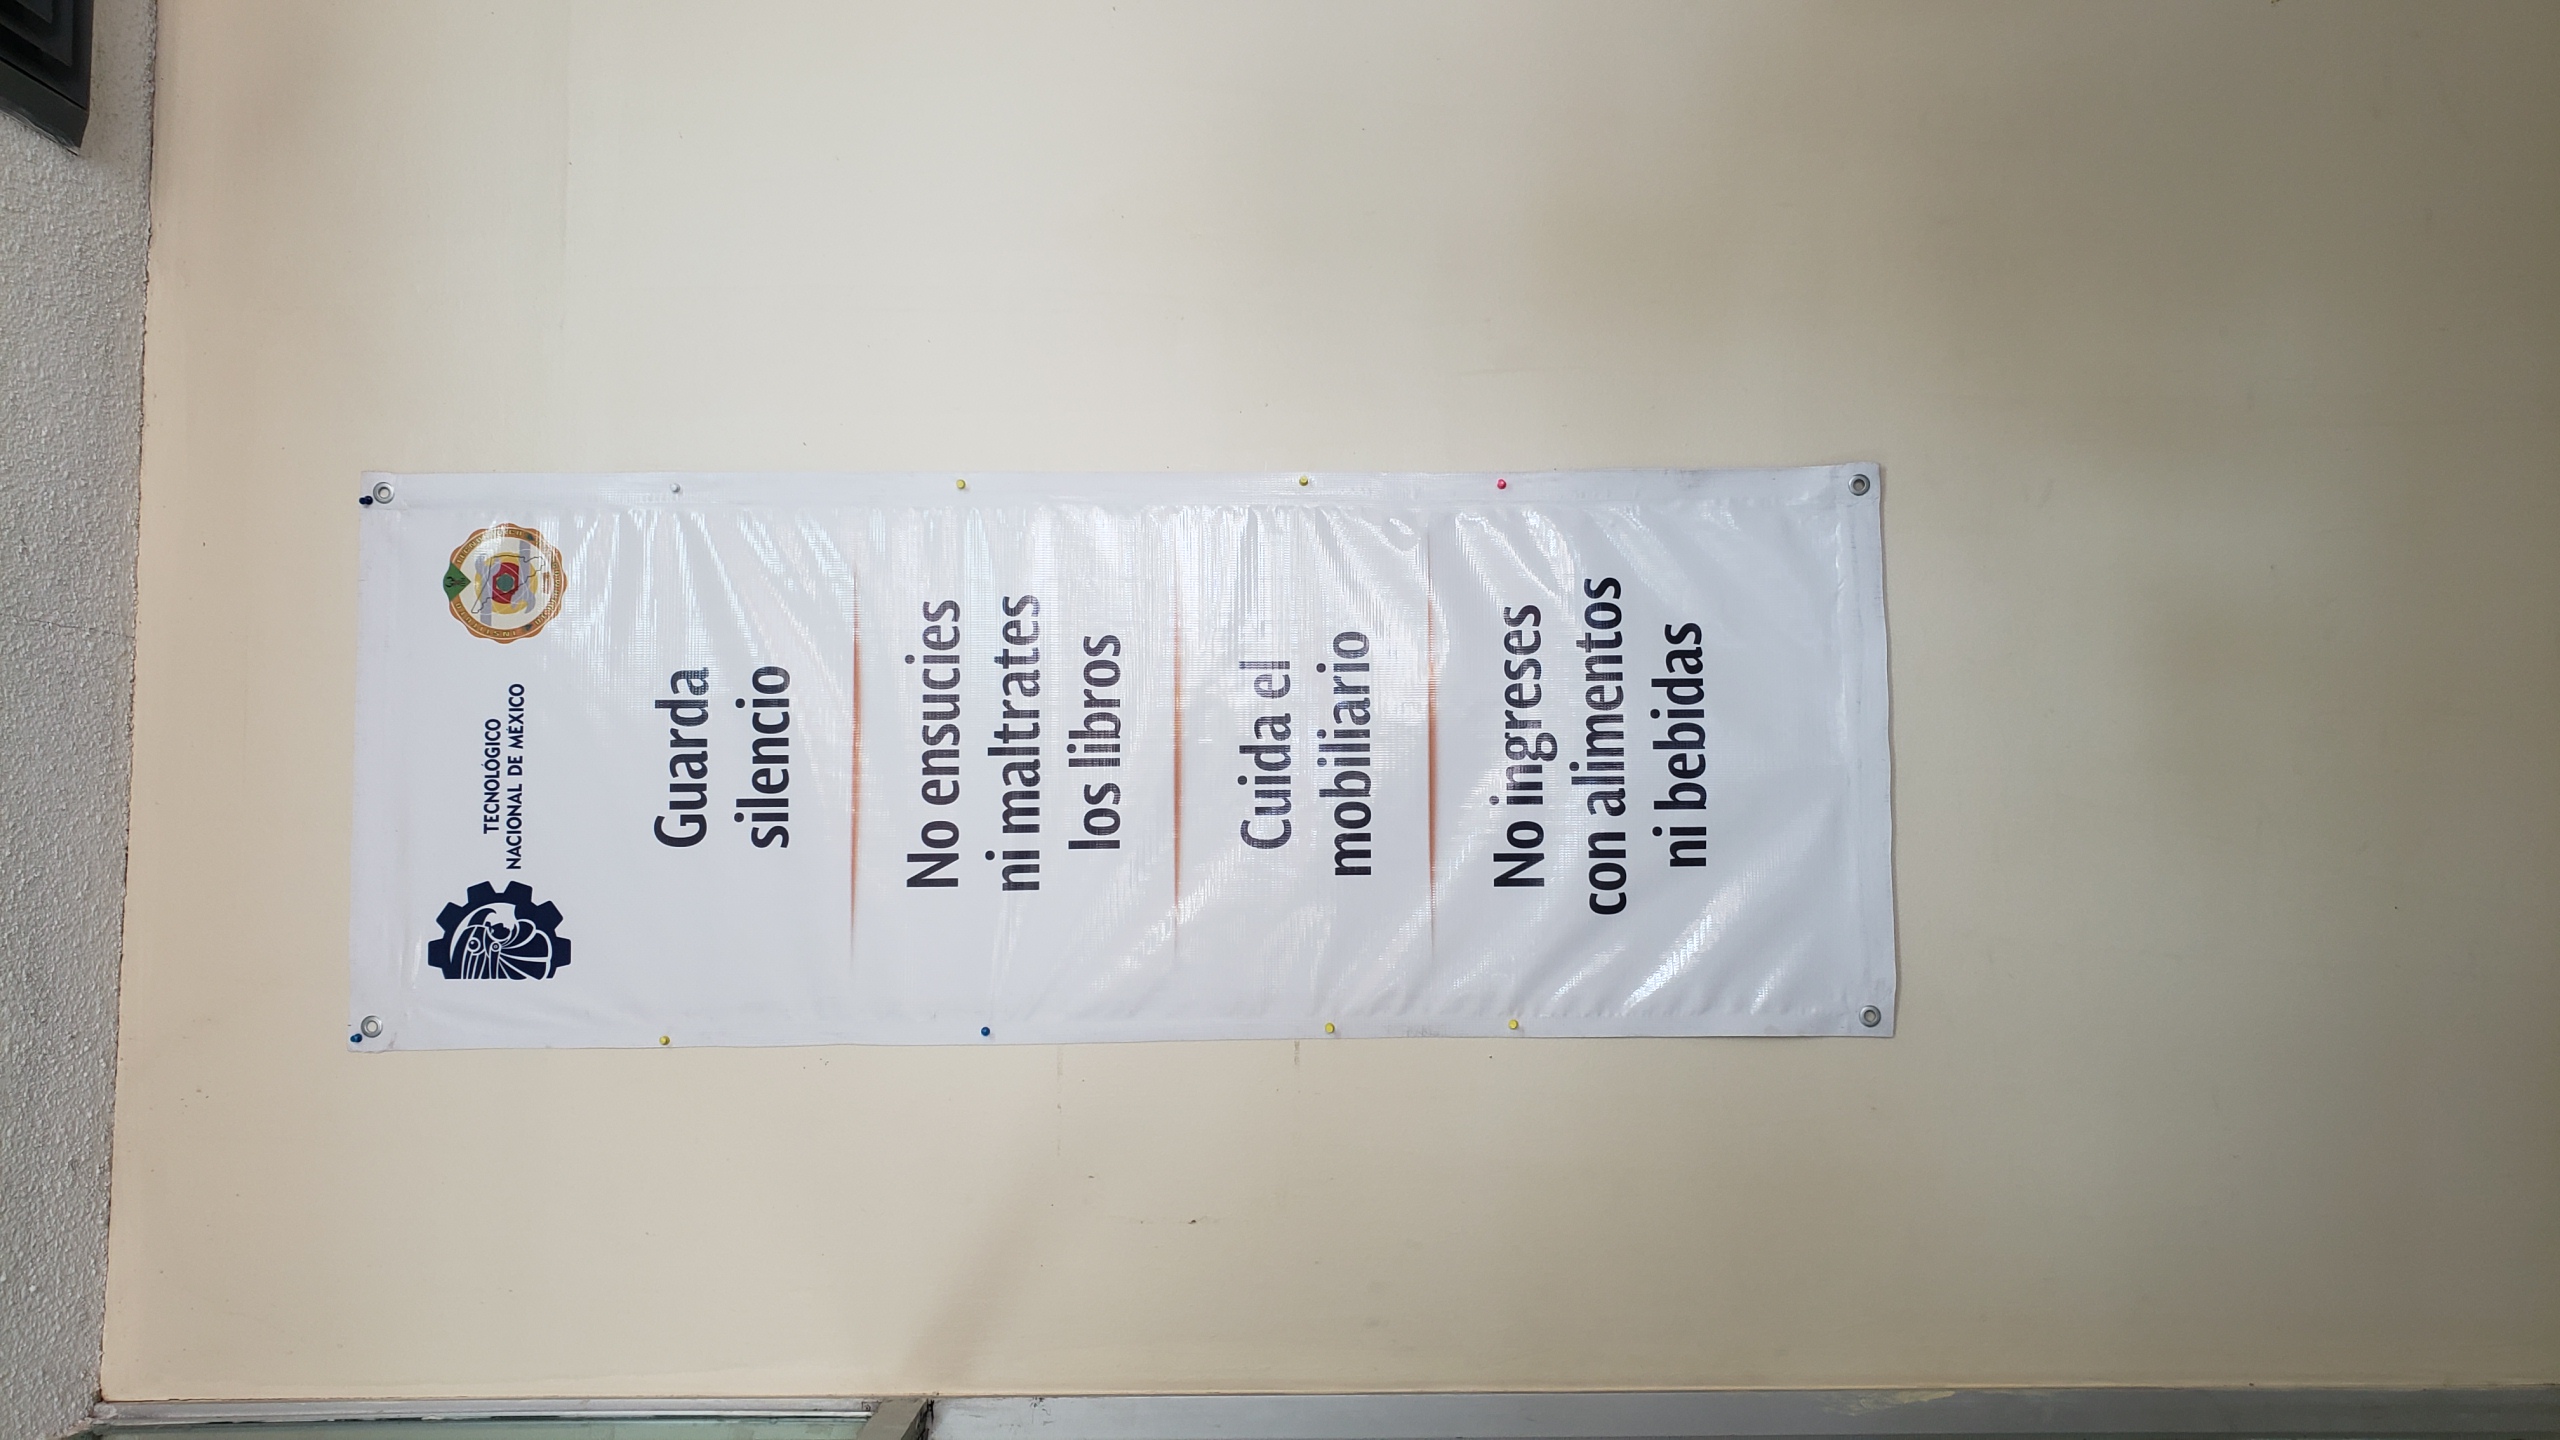 TECNOLÓGICO
NACIONAL DE MÉXICO
Guarda
silencio
No ensucies
ni maltrates
los libros
Cuida el
mobiliario
No ingreses
con alimentos
ni bebidas